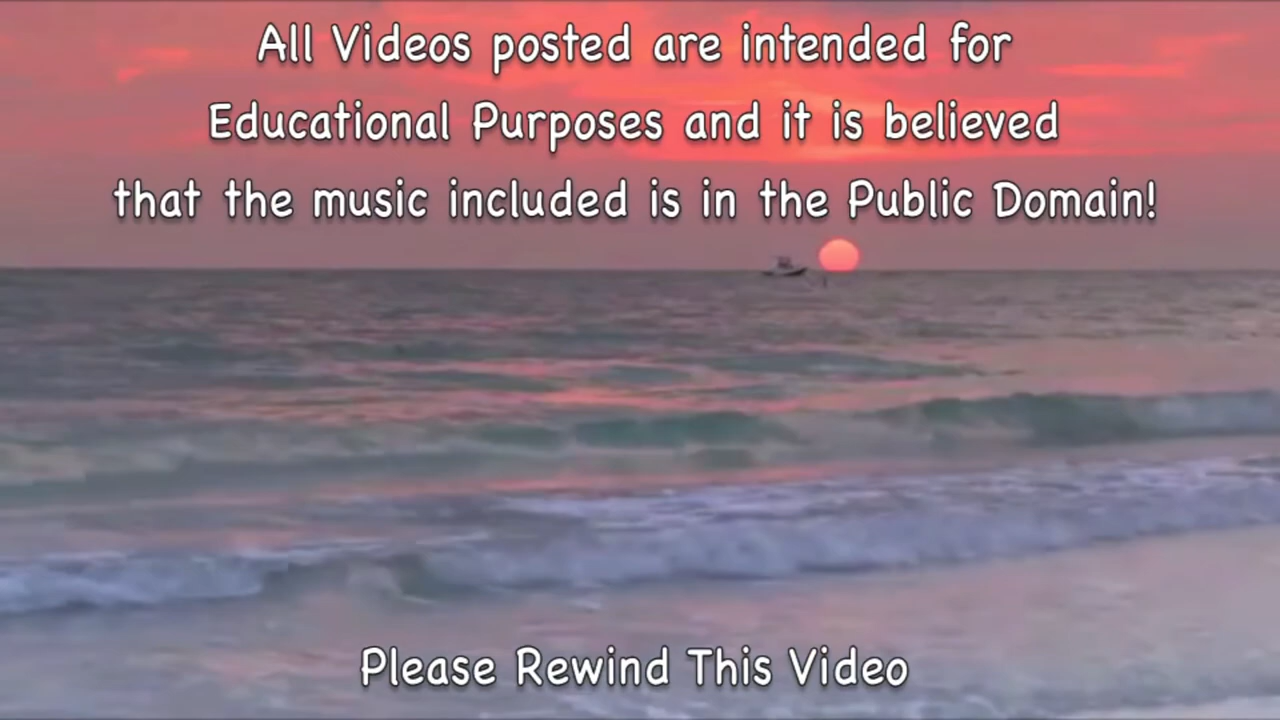 All Videos posted are intended for
Educational Purposes and it is believed
that the music included is in the Public Domain!
Please Rewind This Video